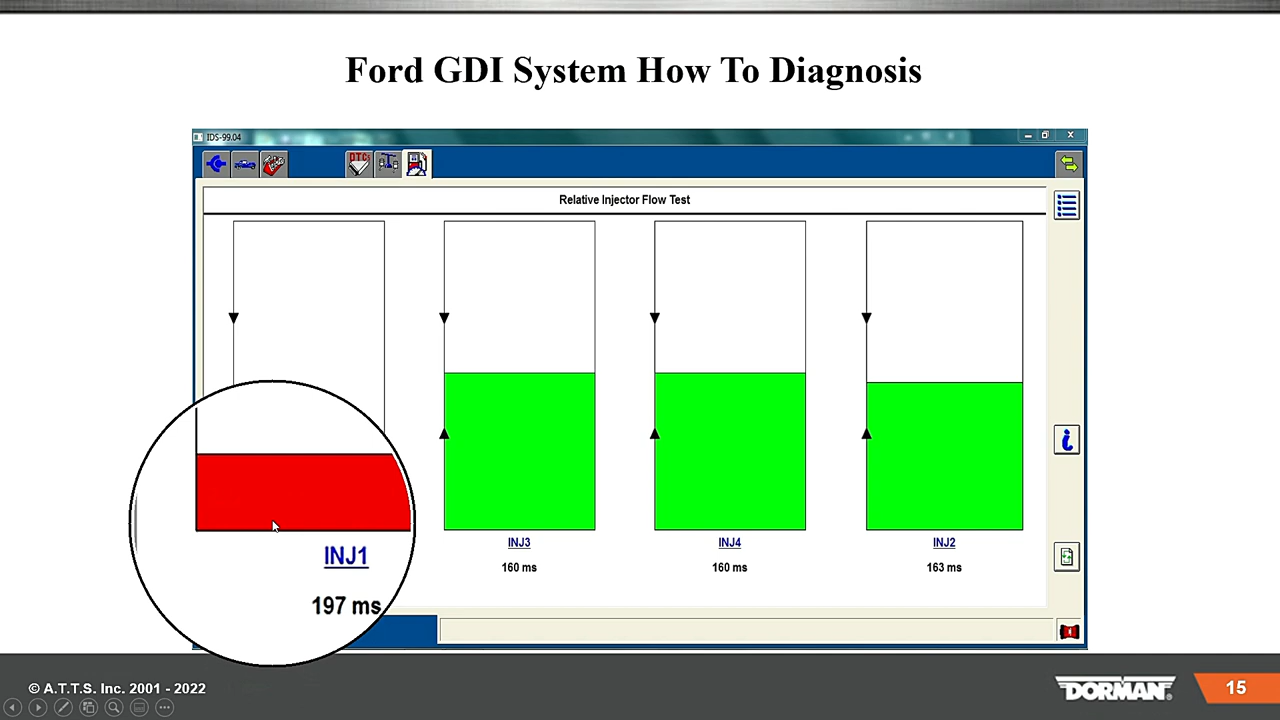 Ford GDI System How To Diagnosis
IDS-99.04
DTC
Relative Injector Flow Test
INJ1
197 ms
INJ3
160 ms
INJ4
160 ms
INJ2
163 ms
© A.T.T.S. Inc. 2001 - 2022
DORMAN
15